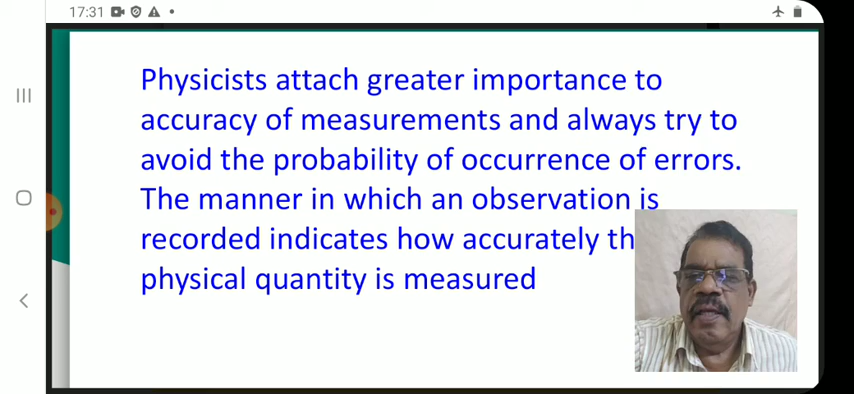 17:31
Physicists attach greater importance to
accuracy of measurements and always try to
avoid the probability of occurrence of errors.
The manner in which an observation is
recorded indicates how accurately th
physical quantity is measured